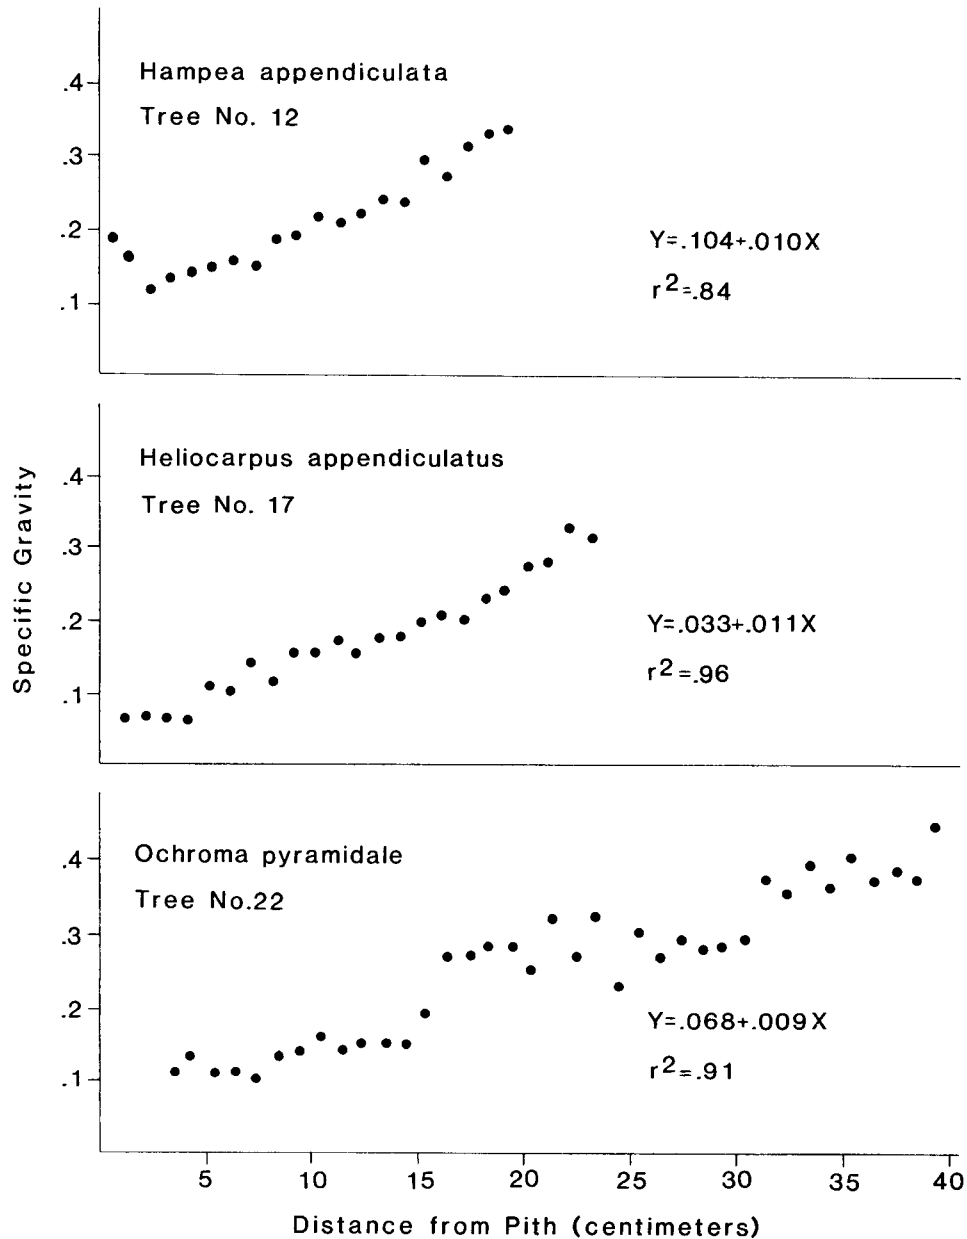 Hampea appendiculata
Tree No. 12
.4
.3
.2
.1
Y=.104+.010X
r²=.84
Specific Gravity
Heliocarpus appendiculatus
Tree No. 17
.4
.3
.2
.1
Y=.033+.011X
r²=.96
Ochroma pyramidale
Tree No.22
.4
.3
.2
.1
Y=.068+.009X
r²=.91
5 10 15 20 25 30 35 40
Distance from Pith (centimeters)